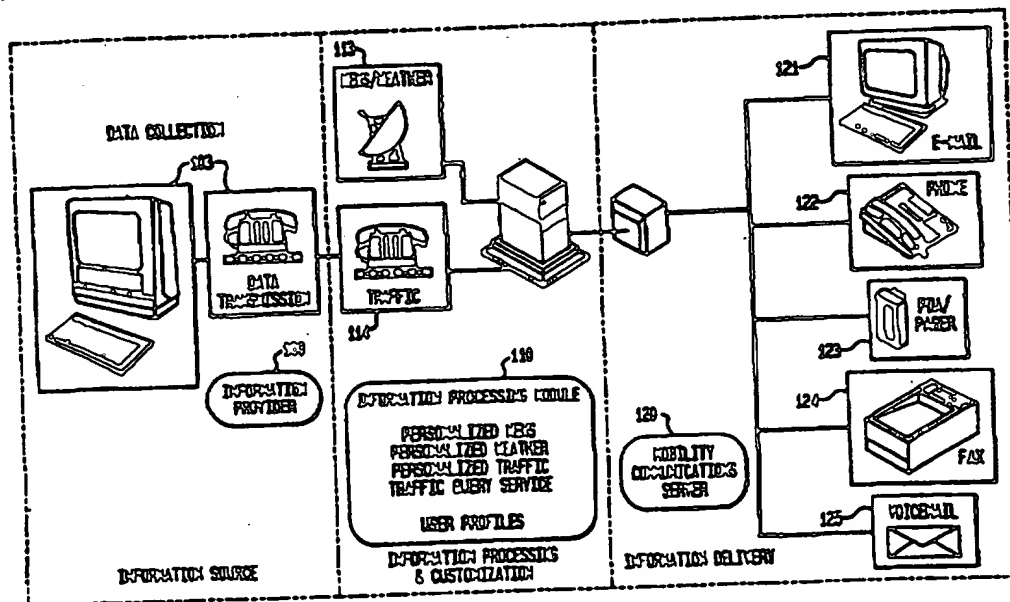 DATA COLLECTION
103
DATA
TRANSMISSION
INFORMATION
PROVIDER
INFORMATION SOURCE
113
NEWS/WEATHER
TRAFFIC
114
110
INFORMATION PROCESSING MODULE
PERSONALIZED NEWS
PERSONALIZED WEATHER
PERSONALIZED TRAFFIC
TRAFFIC QUERY SERVICE
USER PROFILES
INFORMATION PROCESSING
& CUSTOMIZATION
120
MOBILITY
COMMUNICATIONS
SERVER
INFORMATION DELIVERY
121
E-MAIL
122
PHONE
PDA/
PAGER
123
124
FAX
125
VOICEMAIL